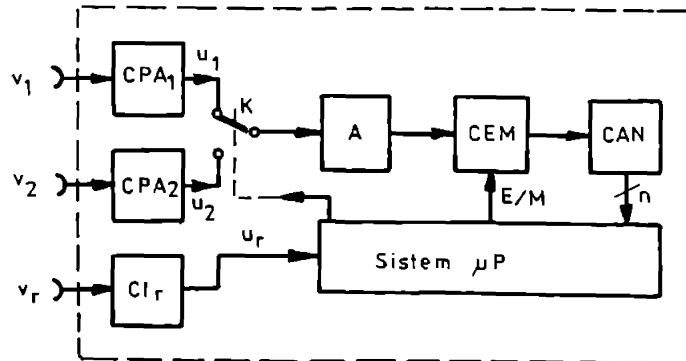 v1
CPA1
u1
K
A
CEM
CAN
v2
CPA2
u2
E/M
n
ur
Sistem μP
vr
CIr